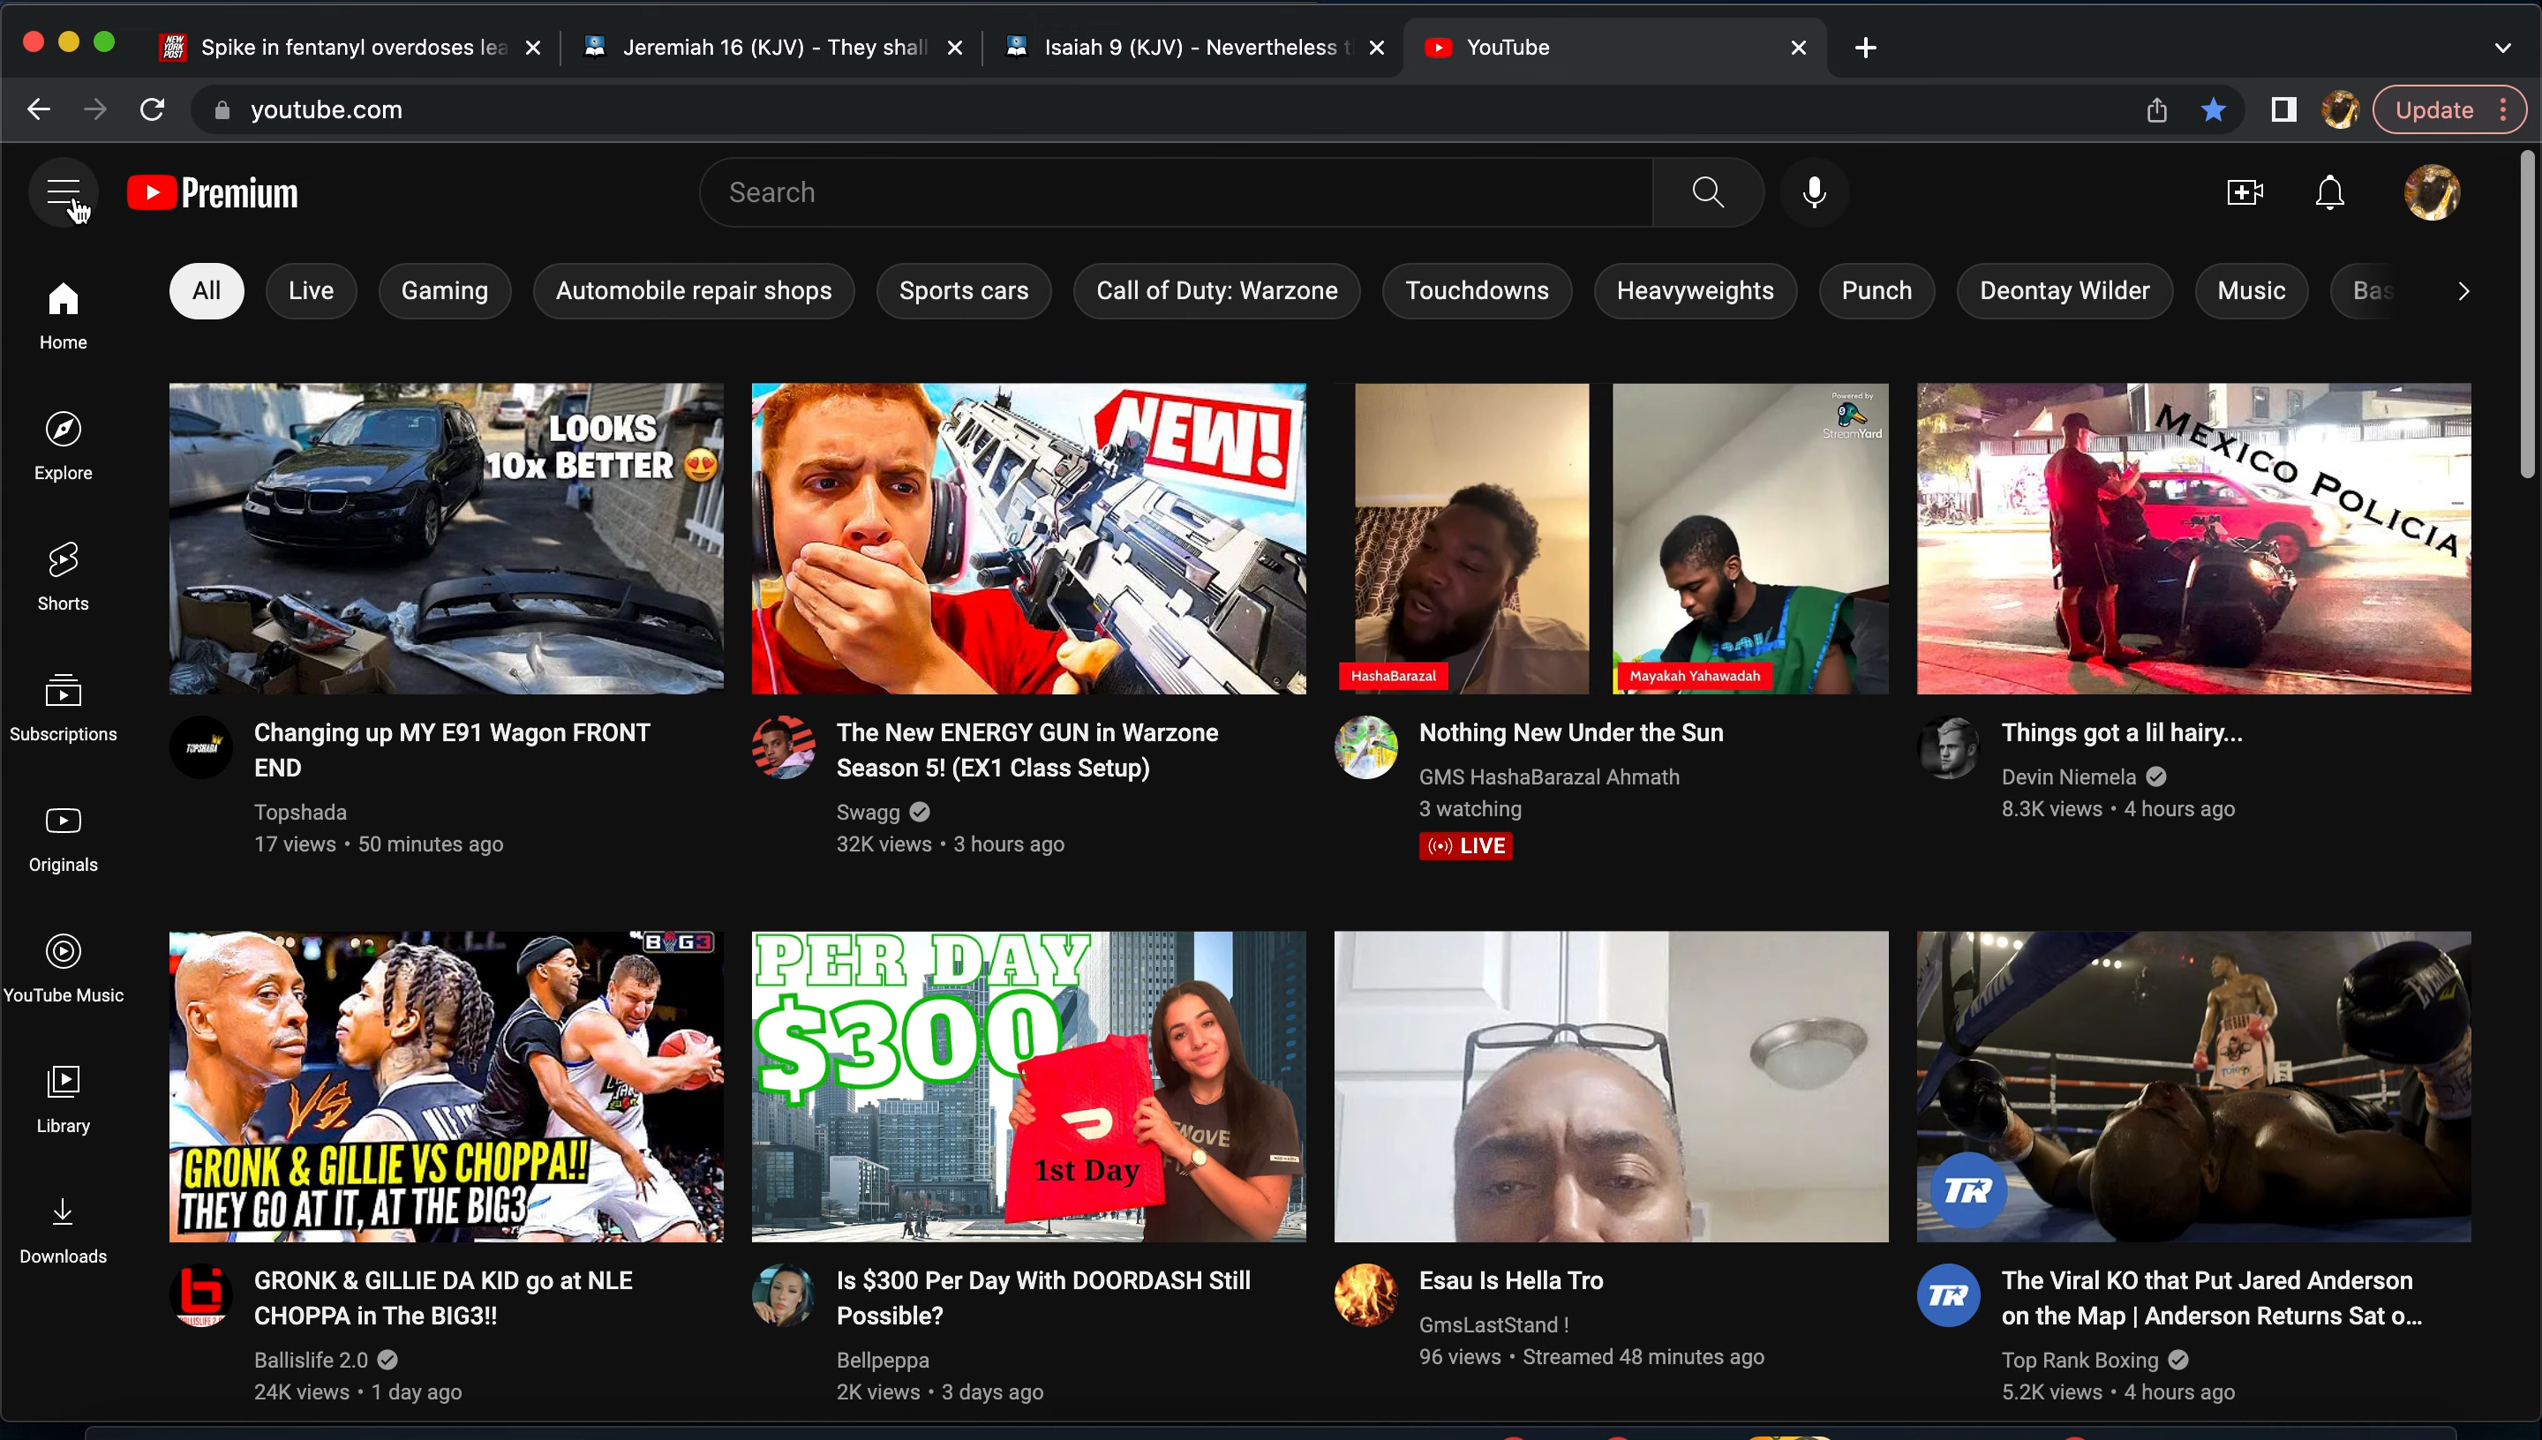 Spike in fentanyl overdoses lea
Jeremiah 16 (KJV) - They shall
Isaiah 9 (KJV) - Nevertheless t
YouTube
youtube.com
Update
Premium
Search
All
Live
Gaming
Automobile repair shops
Sports cars
Call of Duty: Warzone
Touchdowns
Heavyweights
Punch
Deontay Wilder
Music
Bas
Home
Explore
Shorts
Subscriptions
Originals
YouTube Music
Library
Downloads
LOOKS
10x BETTER
NEW!
Powered by
StreamYard
HashaBarazal
Mayakah Yahawadah
MEXICO POLICIA
Changing up MY E91 Wagon FRONT
END
Topshada
17 views • 50 minutes ago
The New ENERGY GUN in Warzone
Season 5! (EX1 Class Setup)
Swagg
32K views • 3 hours ago
Nothing New Under the Sun
GMS HashaBarazal Ahmath
3 watching
LIVE
Things got a lil hairy...
Devin Niemela
8.3K views • 4 hours ago
BIG3
VS.
GRONK & GILLIE VS CHOPPA!!
THEY GO AT IT, AT THE BIG3
PER DAY
$300
1st Day
TR
GRONK & GILLIE DA KID go at NLE
CHOPPA in The BIG3!!
Ballislife 2.0
24K views • 1 day ago
Is $300 Per Day With DOORDASH Still
Possible?
Bellpeppa
2K views • 3 days ago
Esau Is Hella Tro
GmsLastStand !
96 views • Streamed 48 minutes ago
TR
The Viral KO that Put Jared Anderson
on the Map | Anderson Returns Sat o...
Top Rank Boxing
5.2K views • 4 hours ago